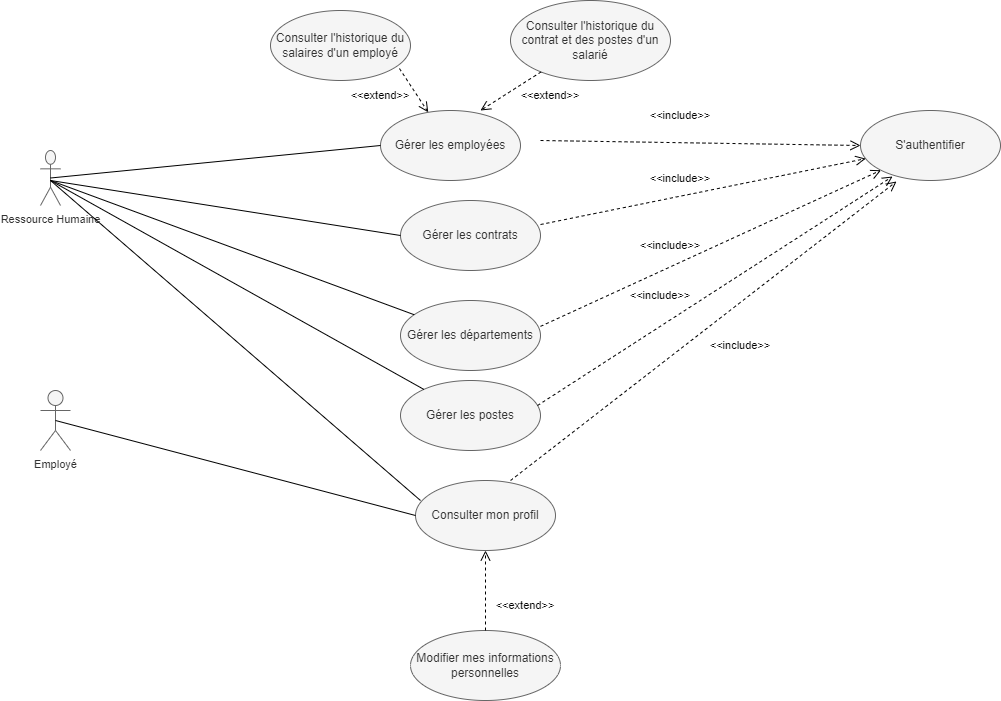 Consulter l'historique du
salaires d'un employé
Consulter l'historique du
contrat et des postes d'un
salarié
<<extend>>
<<extend>>
<<include>>
Gérer les employées
S'authentifier
<<include>>
Ressource Humaine
Gérer les contrats
<<include>>
<<include>>
Gérer les départements
<<include>>
Gérer les postes
Employé
Consulter mon profil
<<extend>>
Modifier mes informations
personnelles